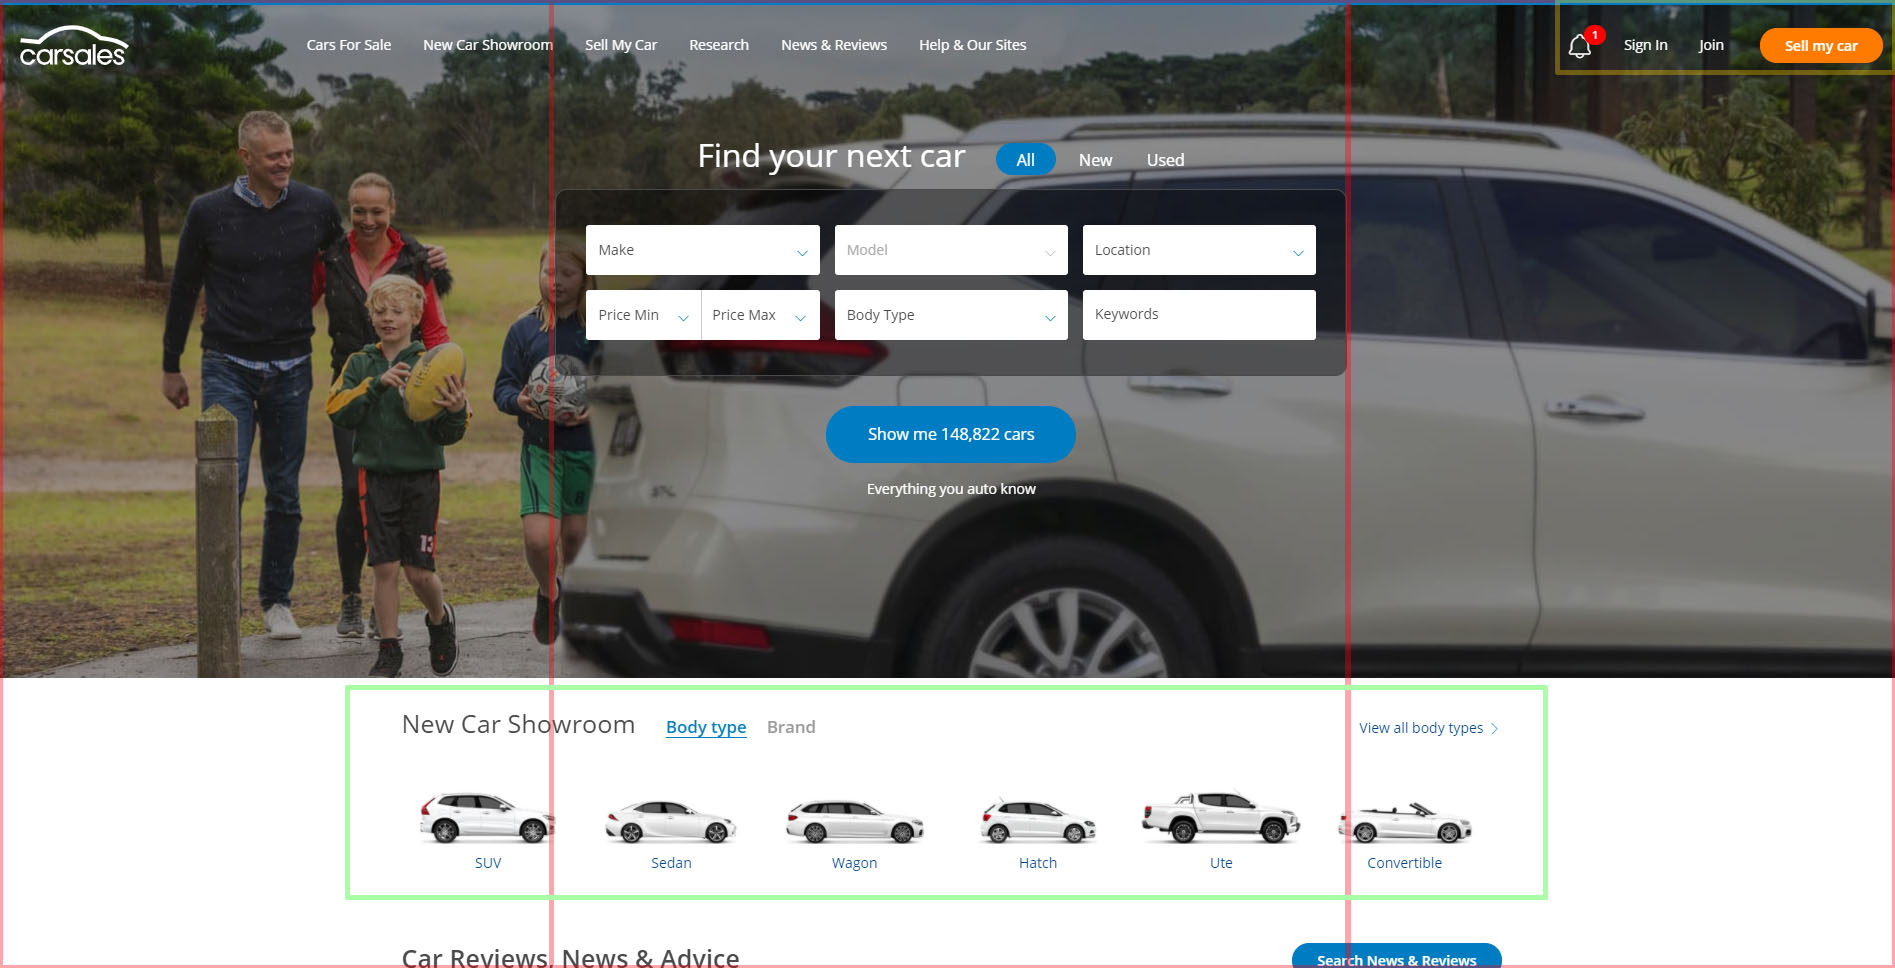 carsales
Cars For Sale New Car Showroom Sell My Car Research News & Reviews Help & Our Sites
1 Sign In Join Sell my car
Find your next car All New Used
Make Model Location
Price Min Price Max Body Type Keywords
Show me 148,822 cars
Everything you auto know
8
13
New Car Showroom Body type Brand View all body types
SUV Sedan Wagon Hatch Ute Convertible
Car Reviews, News & Advice Search News & Reviews